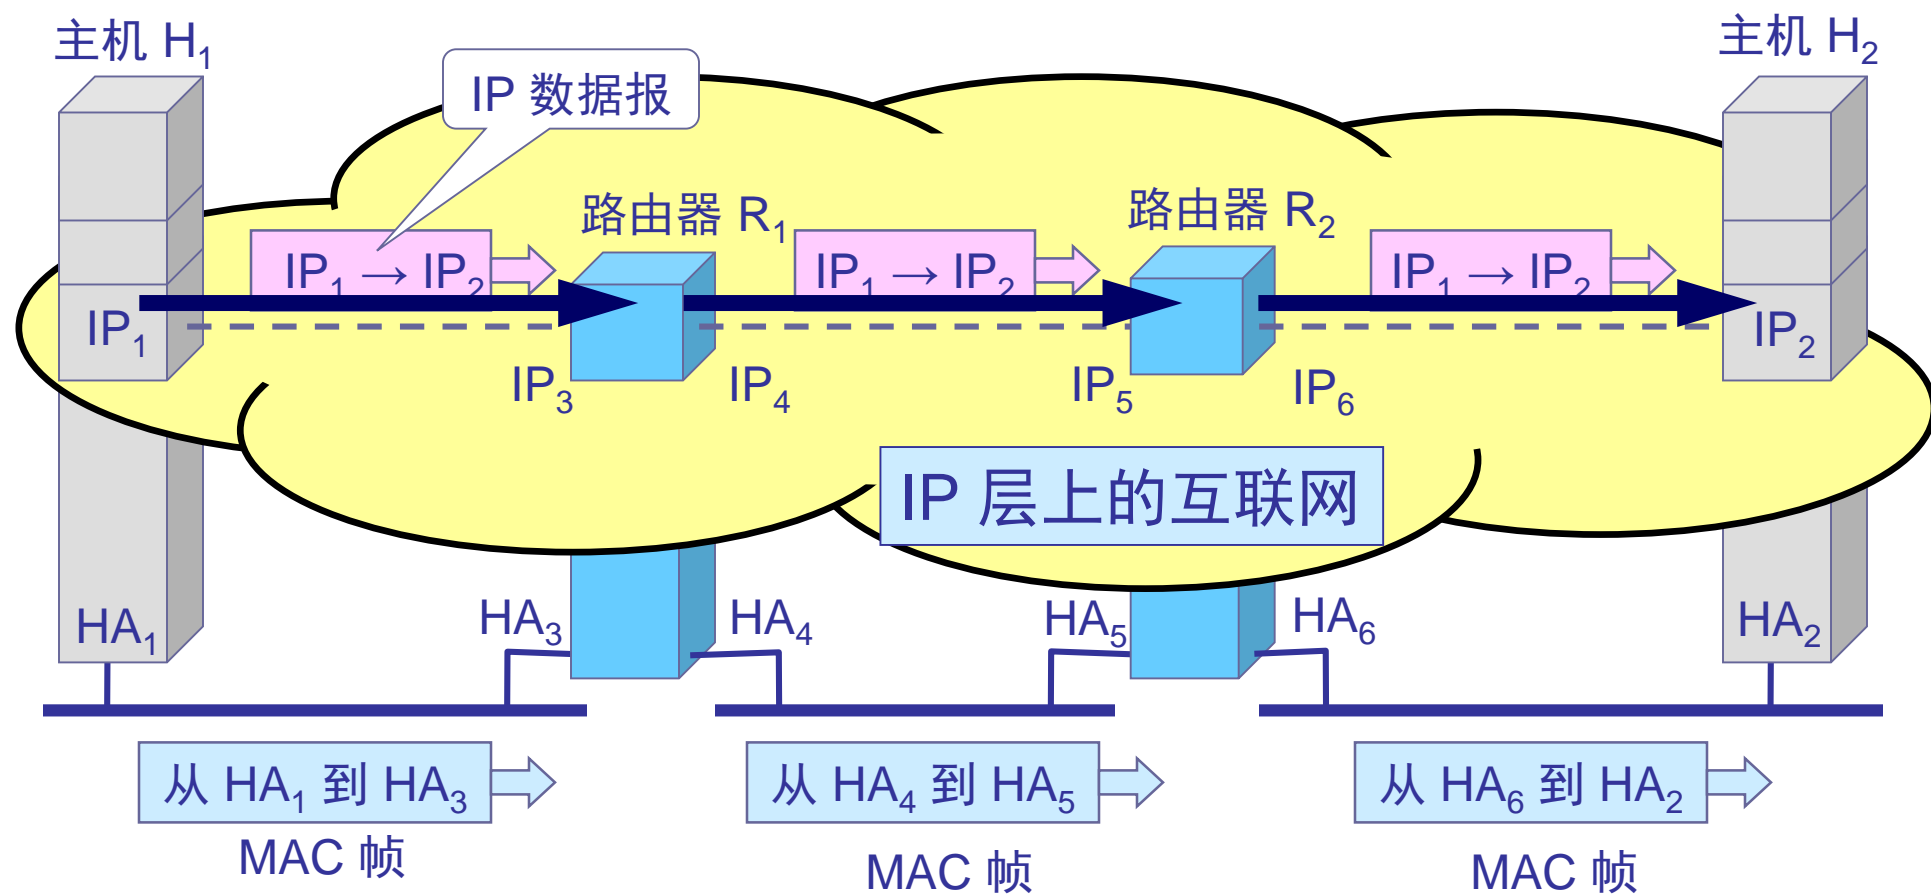 主机 H₁
主机 H₂
IP 数据报
路由器 R₁
路由器 R₂
IP₁ → IP₂
IP₁ → IP₂
IP₁ → IP₂
IP₁
IP₂
IP₃
IP₄
IP₅
IP₆
IP 层上的互联网
HA₁
HA₃
HA₄
HA₅
HA₆
HA₂
从 HA₁ 到 HA₃
从 HA₄ 到 HA₅
从 HA₆ 到 HA₂
MAC 帧
MAC 帧
MAC 帧